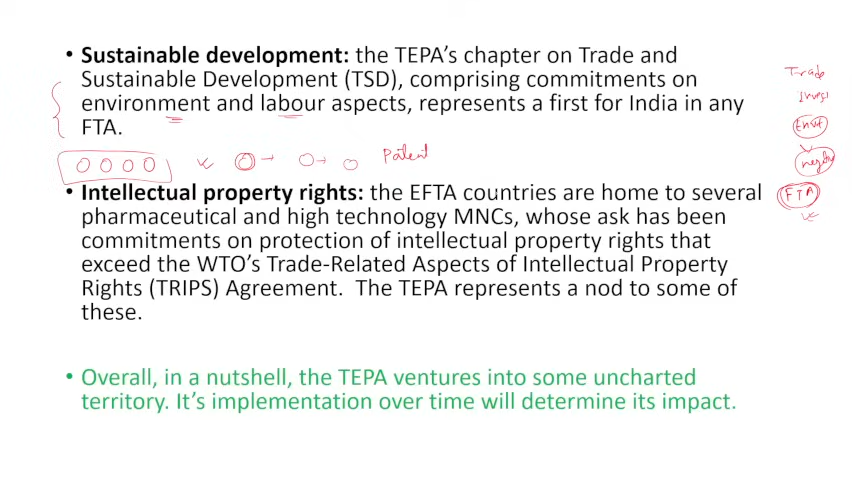 • Sustainable development: the TEPA's chapter on Trade and
Sustainable Development (TSD), comprising commitments on
environment and labour aspects, represents a first for India in any
FTA.
Trade
Invest
Envt
FTA
Patent
• Intellectual property rights: the EFTA countries are home to several
pharmaceutical and high technology MNCs, whose ask has been
commitments on protection of intellectual property rights that
exceed the WTO's Trade-Related Aspects of Intellectual Property
Rights (TRIPS) Agreement. The TEPA represents a nod to some of
these.
• Overall, in a nutshell, the TEPA ventures into some uncharted
territory. It's implementation over time will determine its impact.